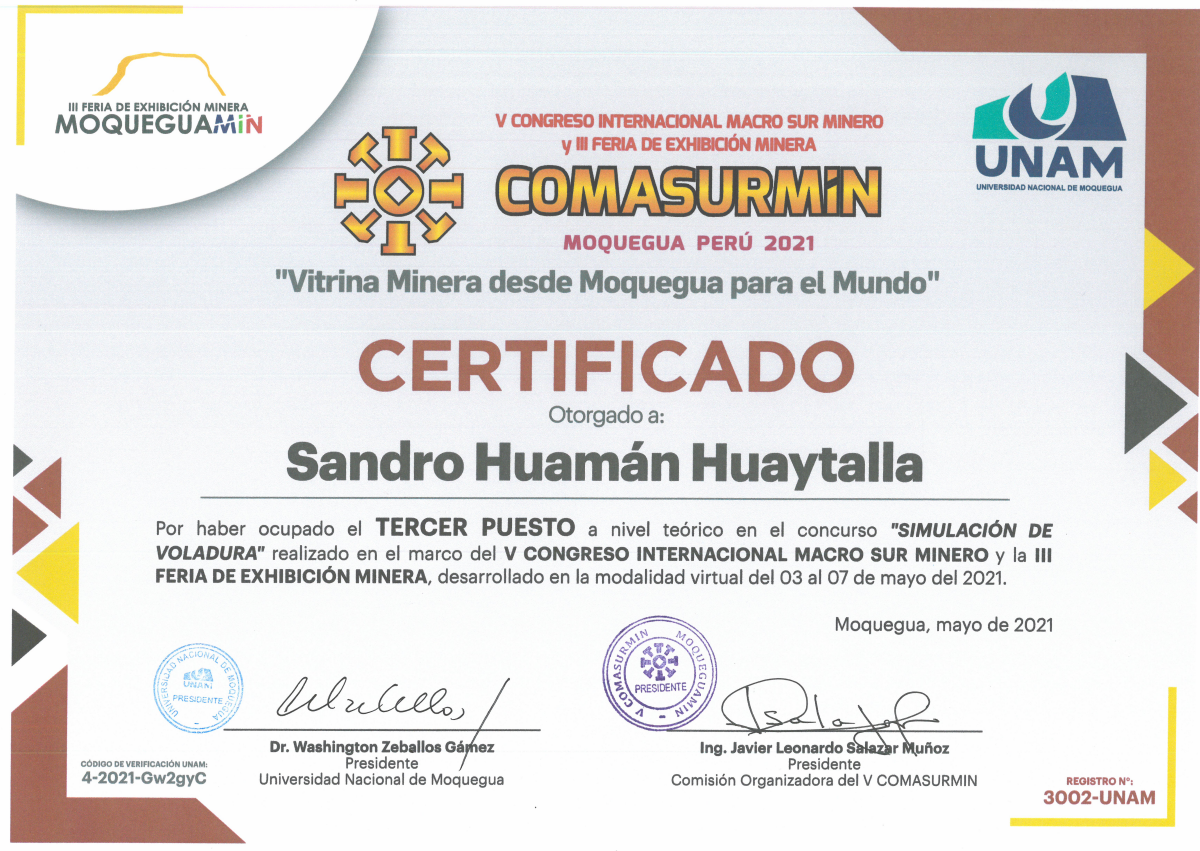 III FERIA DE EXHIBICIÓN MINERA
MOQUEGUAMiN
V CONGRESO INTERNACIONAL MACRO SUR MINERO
y III FERIA DE EXHIBICIÓN MINERA
COMASURMiN
MOQUEGUA PERÚ 2021
UNAM
UNIVERSIDAD NACIONAL DE MOQUEGUA
"Vitrina Minera desde Moquegua para el Mundo"
CERTIFICADO
Otorgado a:
Sandro Huamán Huaytalla
Por haber ocupado el TERCER PUESTO a nivel teórico en el concurso "SIMULACIÓN DE
VOLADURA" realizado en el marco del V CONGRESO INTERNACIONAL MACRO SUR MINERO y la III
FERIA DE EXHIBICIÓN MINERA, desarrollado en la modalidad virtual del 03 al 07 de mayo del 2021.
Moquegua, mayo de 2021
UNIVERSIDAD NACIONAL DE MOQUEGUA
UNAM
PRESIDENTE
V COMASURMIN MOQUEGUAMIN
PRESIDENTE
Dr. Washington Zeballos Gámez
Presidente
Universidad Nacional de Moquegua
Ing. Javier Leonardo Salazar Muñoz
Presidente
Comisión Organizadora del V COMASURMIN
CÓDIGO DE VERIFICACIÓN UNAM:
4-2021-Gw2gyC
REGISTRO N°:
3002-UNAM